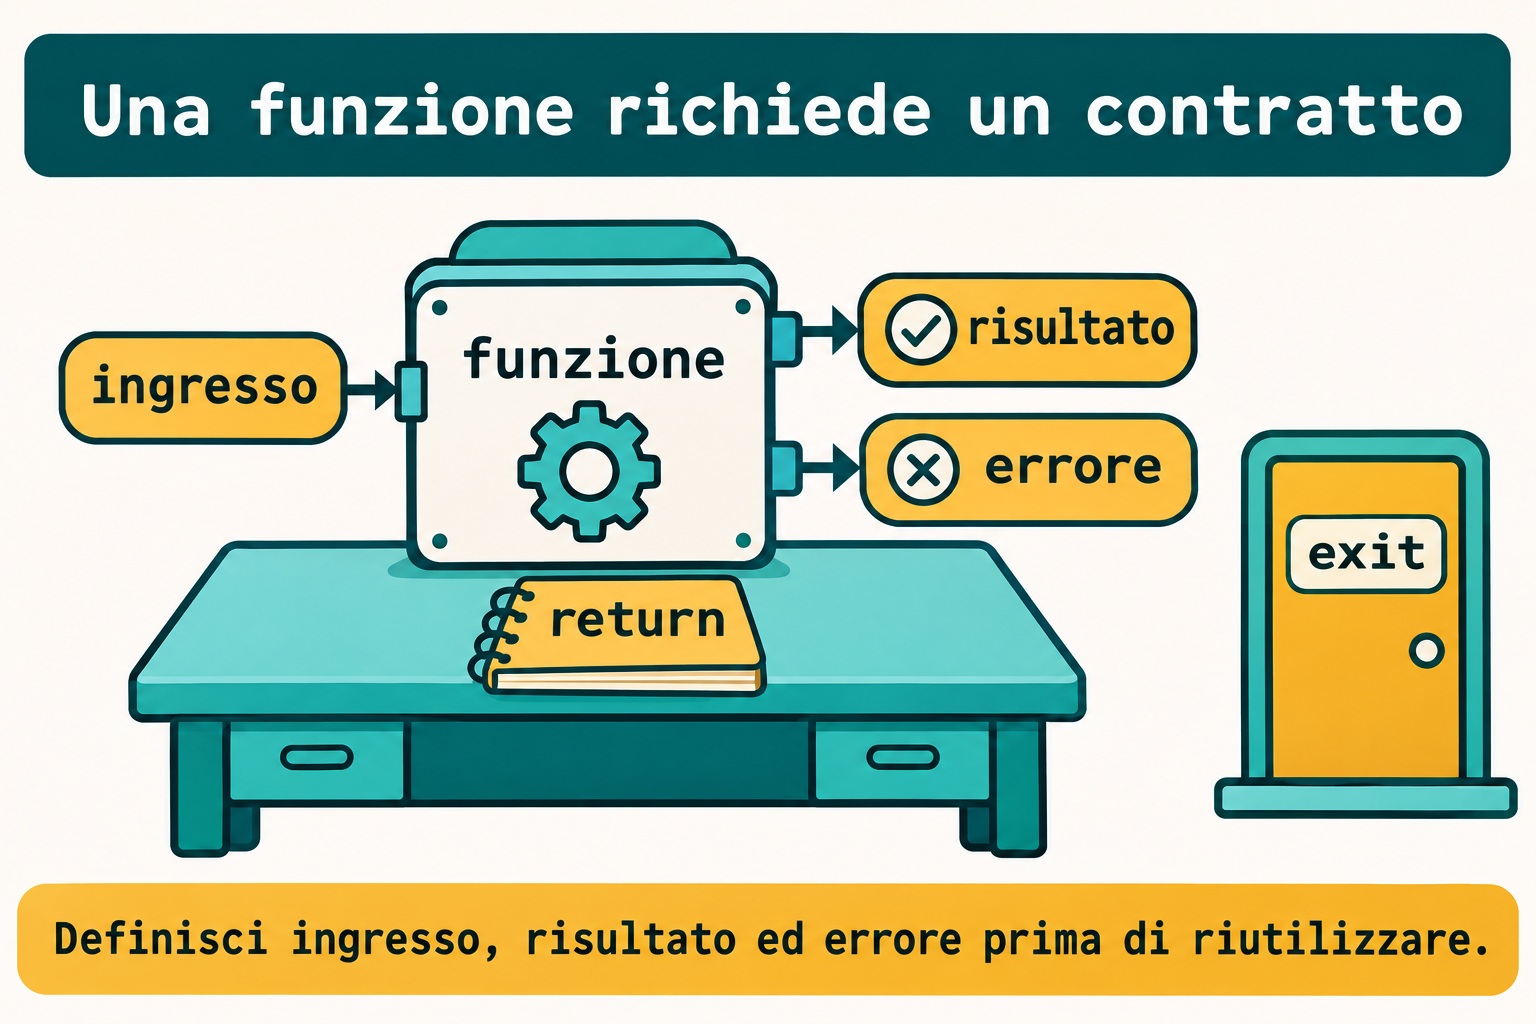 Una funzione richiede un contratto
ingresso
funzione
risultato
errore
return
exit
Definisci ingresso, risultato ed errore prima di riutilizzare.